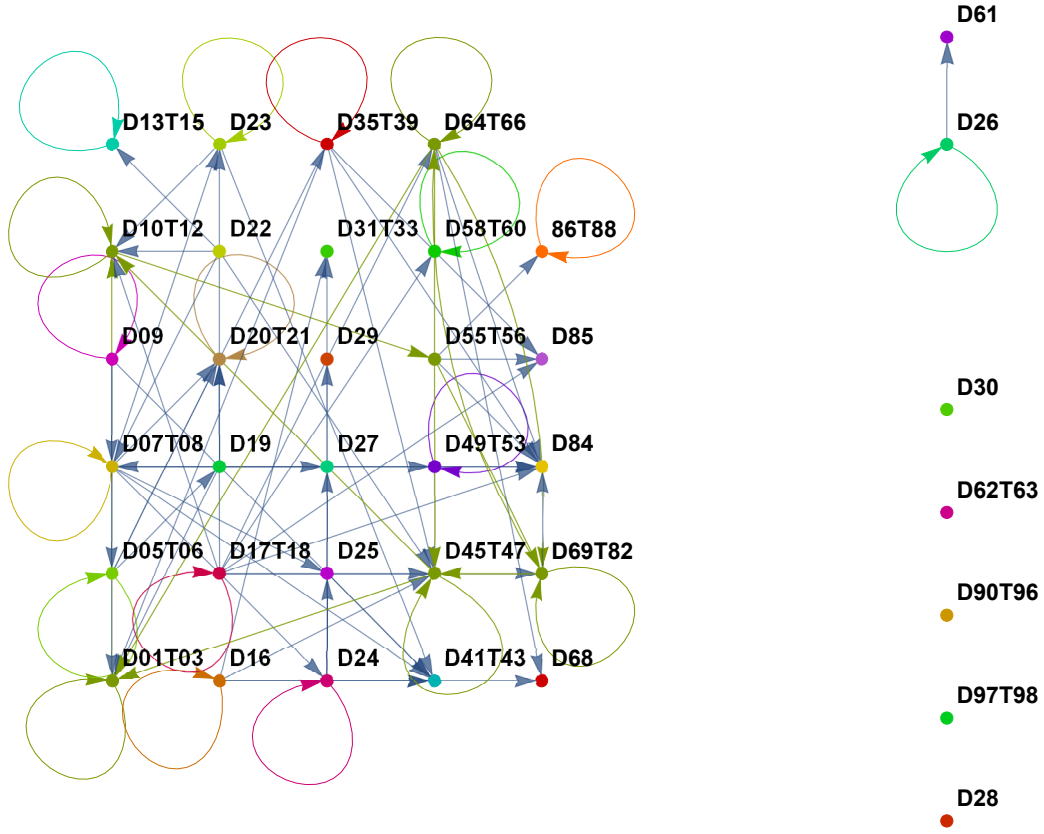 D61
D13T15 D23 D35T39 D64T66 D26
D10T12 D22 D31T33 D58T60 86T88
D09 D20T21 D29 D55T56 D85
D30
D07T08 D19 D27 D49T53 D84
D62T63
D05T06 D17T18 D25 D45T47 D69T82
D90T96
D01T03 D16 D24 D41T43 D68
D97T98
D28